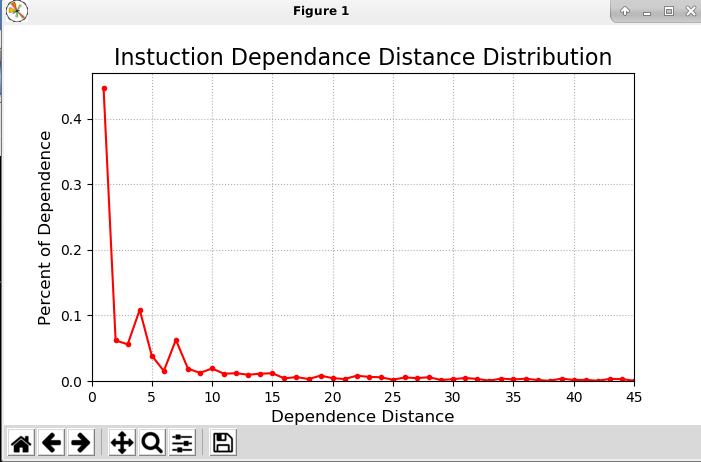 Figure 1
Instuction Dependance Distance Distribution
Percent of Dependence
0.4
0.3
0.2
0.1
0.0
0 5 10 15 20 25 30 35 40 45
Dependence Distance